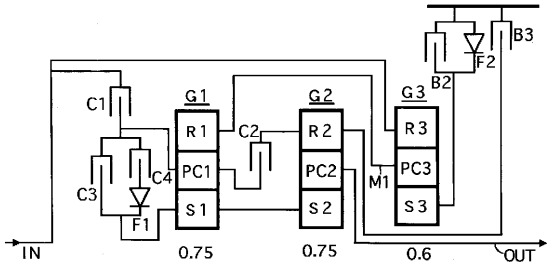 B3
F2
B2
C1
G1
G2
G3
C2
R1
R2
R3
C3
C4
PC1
PC2
M1
PC3
F1
S1
S2
S3
IN
0.75
0.75
0.6
OUT